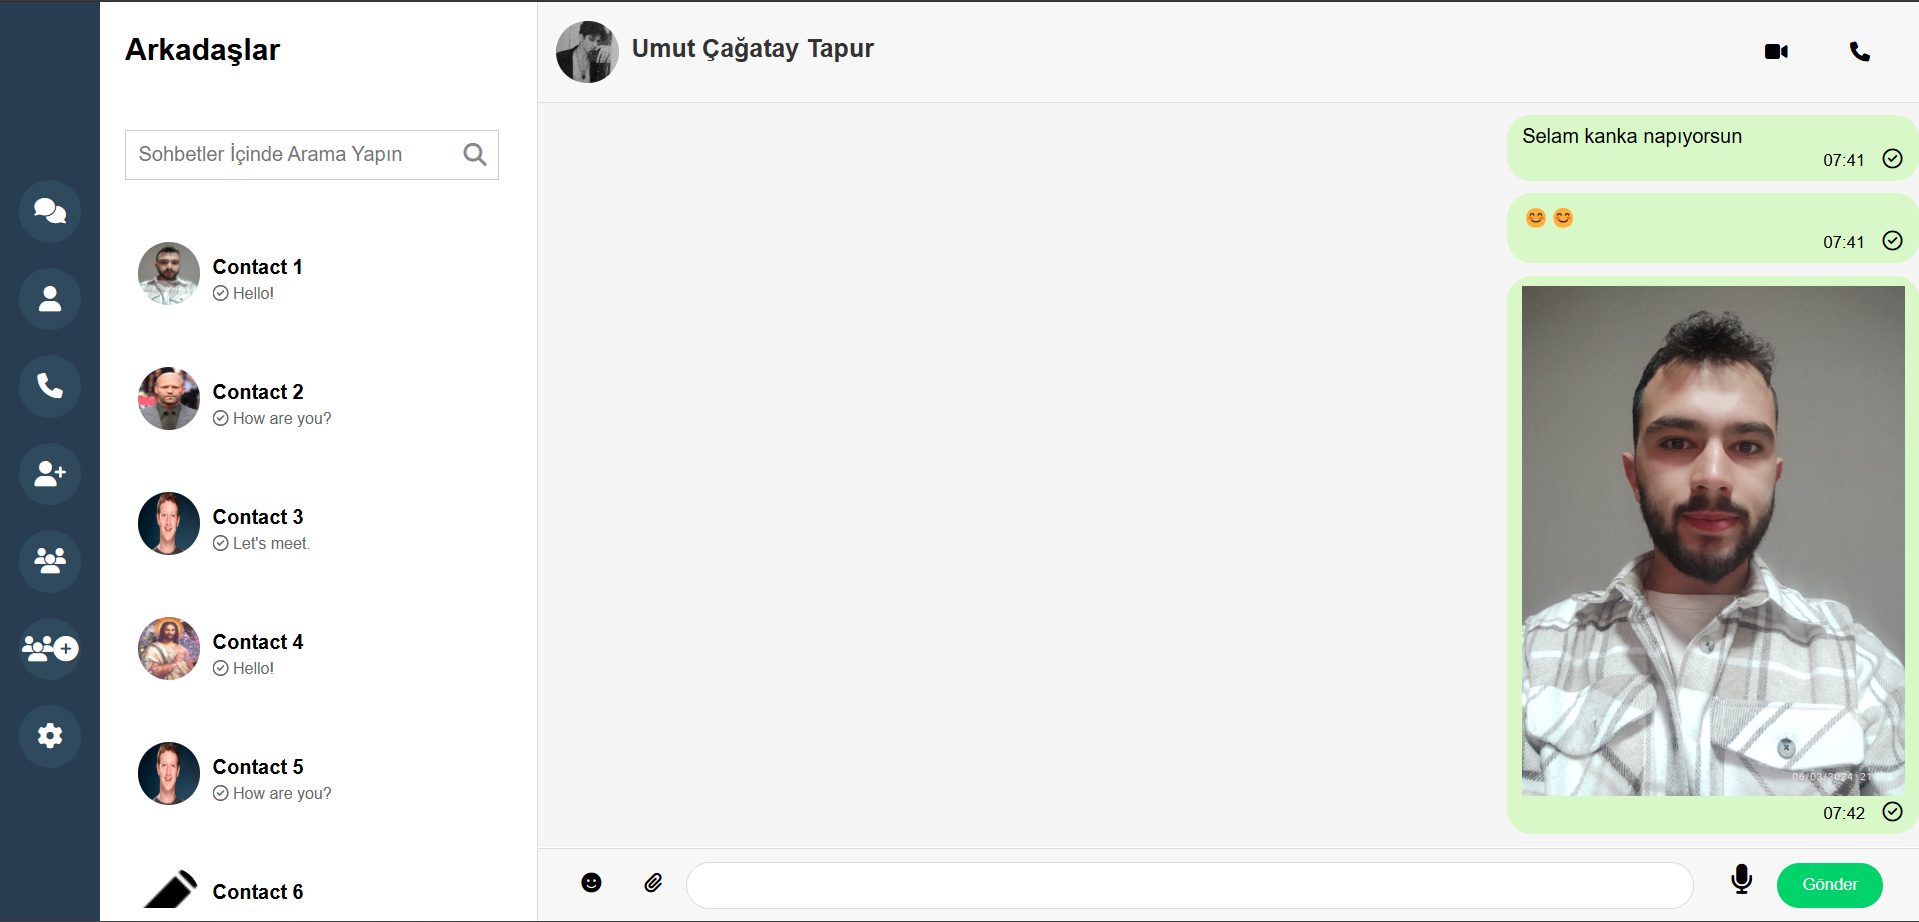 Arkadaşlar
Sohbetler İçinde Arama Yapın
Contact 1
Hello!
Contact 2
How are you?
Contact 3
Let's meet.
Contact 4
Hello!
Contact 5
How are you?
Contact 6
Umut Çağatay Tapur
Selam kanka napıyorsun
07:41
😊 😊
07:41
06/03/2024
07:42
Gönder